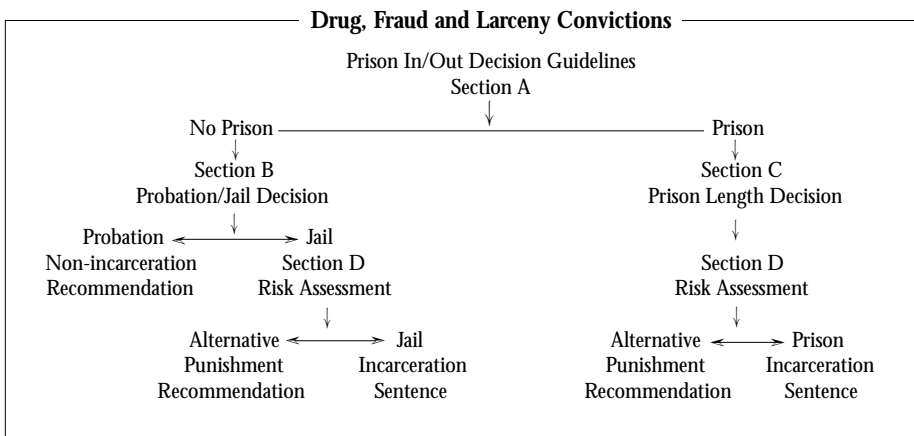 Drug, Fraud and Larceny Convictions
Prison In/Out Decision Guidelines
Section A
No Prison
Prison
Section B
Probation/Jail Decision
Section C
Prison Length Decision
Probation
Non-incarceration
Recommendation
Jail
Section D
Risk Assessment
Section D
Risk Assessment
Alternative
Punishment
Recommendation
Jail
Incarceration
Sentence
Alternative
Punishment
Recommendation
Prison
Incarceration
Sentence